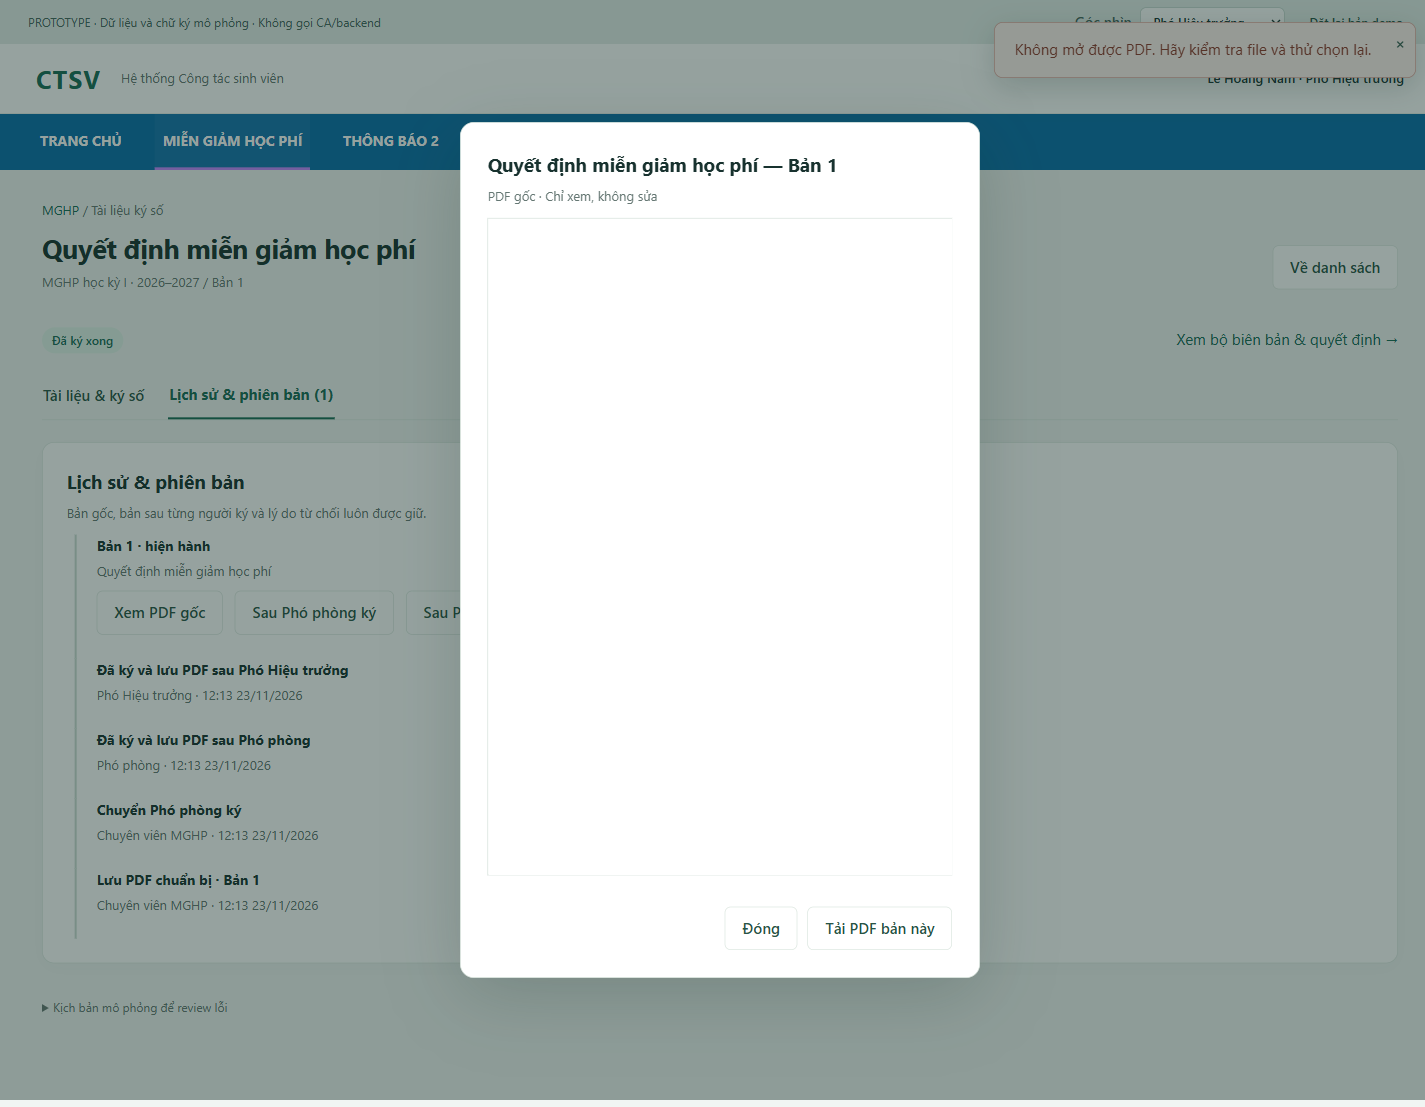 PROTOTYPE · Dữ liệu và chữ ký mô phỏng · Không gọi CA/backend
Không mở được PDF. Hãy kiểm tra file và thử chọn lại.
×
CTSV
Hệ thống Công tác sinh viên
Lê Hoàng Nam · Phó Hiệu trưởng
TRANG CHỦ
MIỄN GIẢM HỌC PHÍ
THÔNG BÁO 2
MGHP / Tài liệu ký số
Quyết định miễn giảm học phí
MGHP học kỳ I · 2026–2027 / Bản 1
Về danh sách
Đã ký xong
Xem bộ biên bản & quyết định →
Tài liệu & ký số
Lịch sử & phiên bản (1)
Lịch sử & phiên bản
Bản gốc, bản sau từng người ký và lý do từ chối luôn được giữ.
Bản 1 · hiện hành
Quyết định miễn giảm học phí
Xem PDF gốc
Sau Phó phòng ký
Sau P
Đã ký và lưu PDF sau Phó Hiệu trưởng
Phó Hiệu trưởng · 12:13 23/11/2026
Đã ký và lưu PDF sau Phó phòng
Phó phòng · 12:13 23/11/2026
Chuyển Phó phòng ký
Chuyên viên MGHP · 12:13 23/11/2026
Lưu PDF chuẩn bị · Bản 1
Chuyên viên MGHP · 12:13 23/11/2026
▶ Kịch bản mô phỏng để review lỗi
Quyết định miễn giảm học phí — Bản 1
PDF gốc · Chỉ xem, không sửa
Đóng
Tải PDF bản này